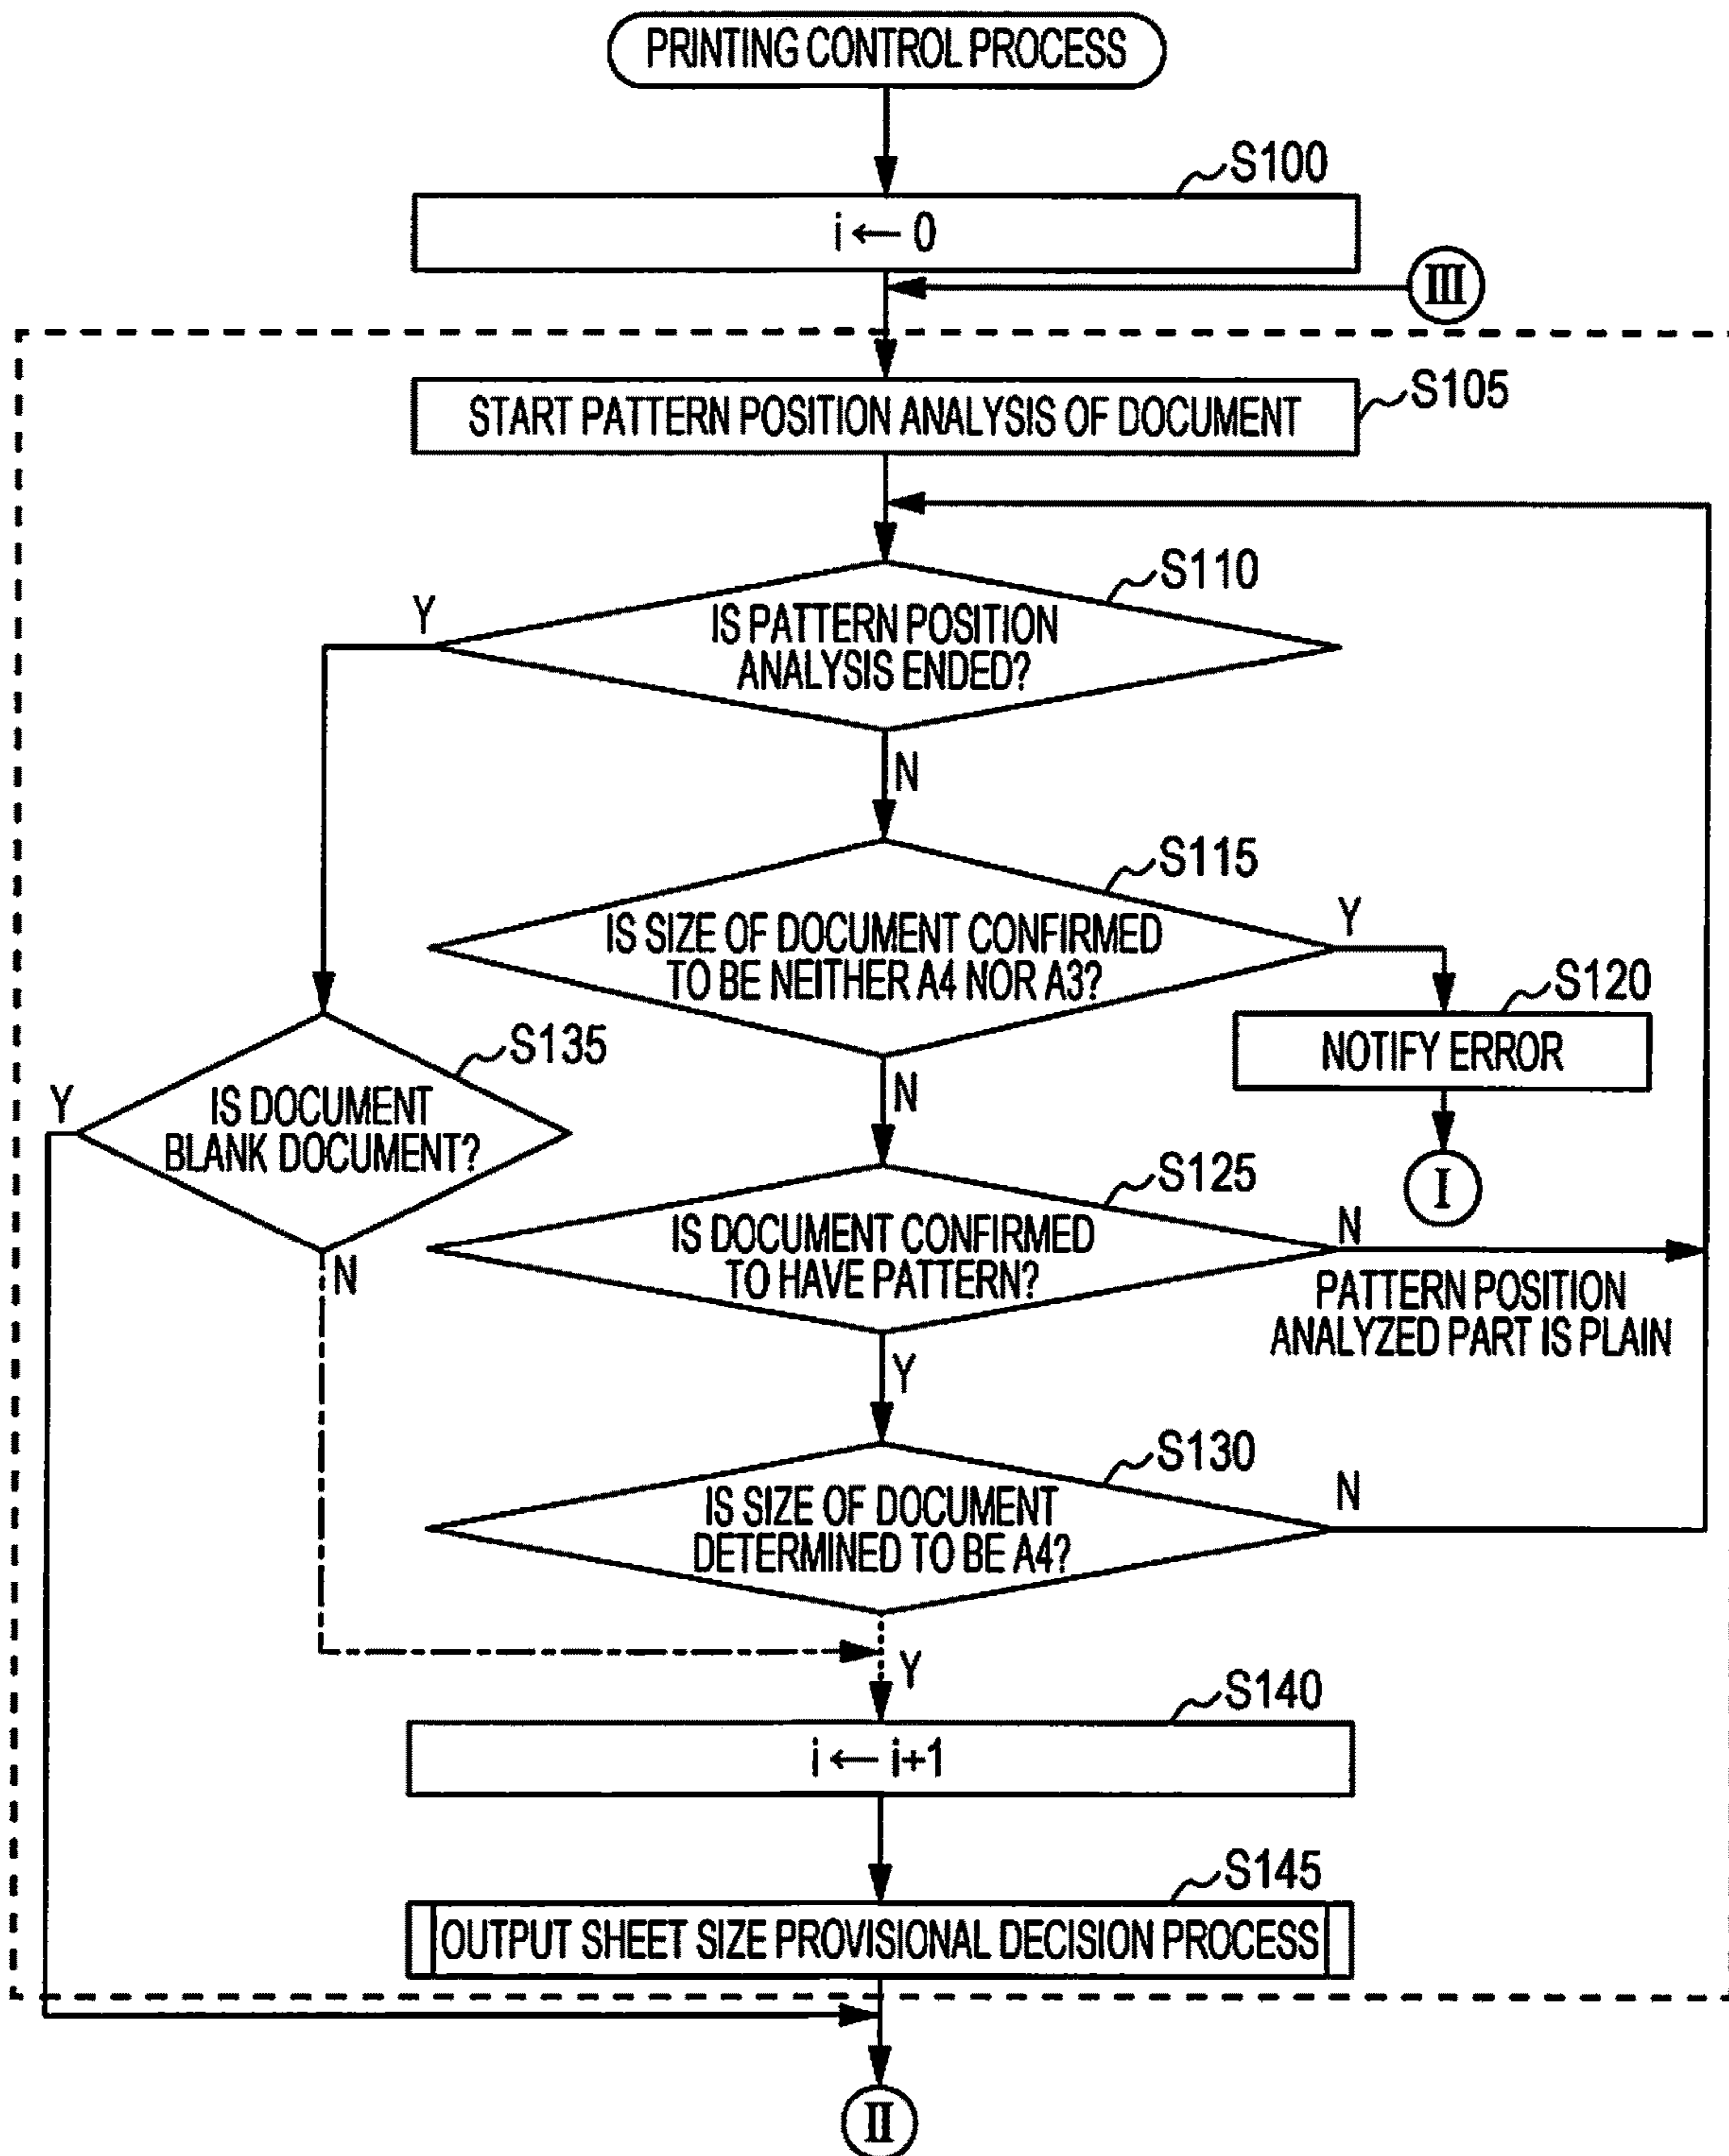 PRINTING CONTROL PROCESS
S100
i ← 0
III
S105
START PATTERN POSITION ANALYSIS OF DOCUMENT
S110
Y
IS PATTERN POSITION
ANALYSIS ENDED?
N
S115
IS SIZE OF DOCUMENT CONFIRMED
TO BE NEITHER A4 NOR A3?
Y
S120
NOTIFY ERROR
I
N
S135
Y
IS DOCUMENT
BLANK DOCUMENT?
N
S125
IS DOCUMENT CONFIRMED
TO HAVE PATTERN?
N
PATTERN POSITION
ANALYZED PART IS PLAIN
Y
S130
IS SIZE OF DOCUMENT
DETERMINED TO BE A4?
N
Y
S140
i ← i+1
S145
OUTPUT SHEET SIZE PROVISIONAL DECISION PROCESS
II